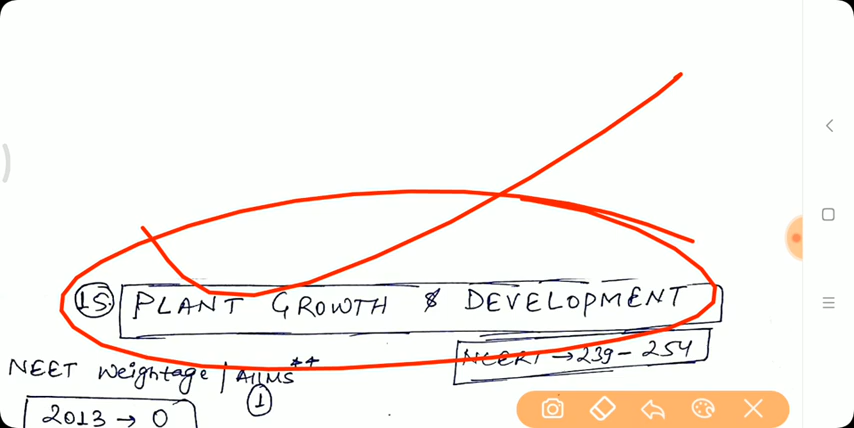 15. PLANT GROWTH & DEVELOPMENT
NCERT → 239 - 254
NEET Weightage | AIIMS**
1
2013 → 0